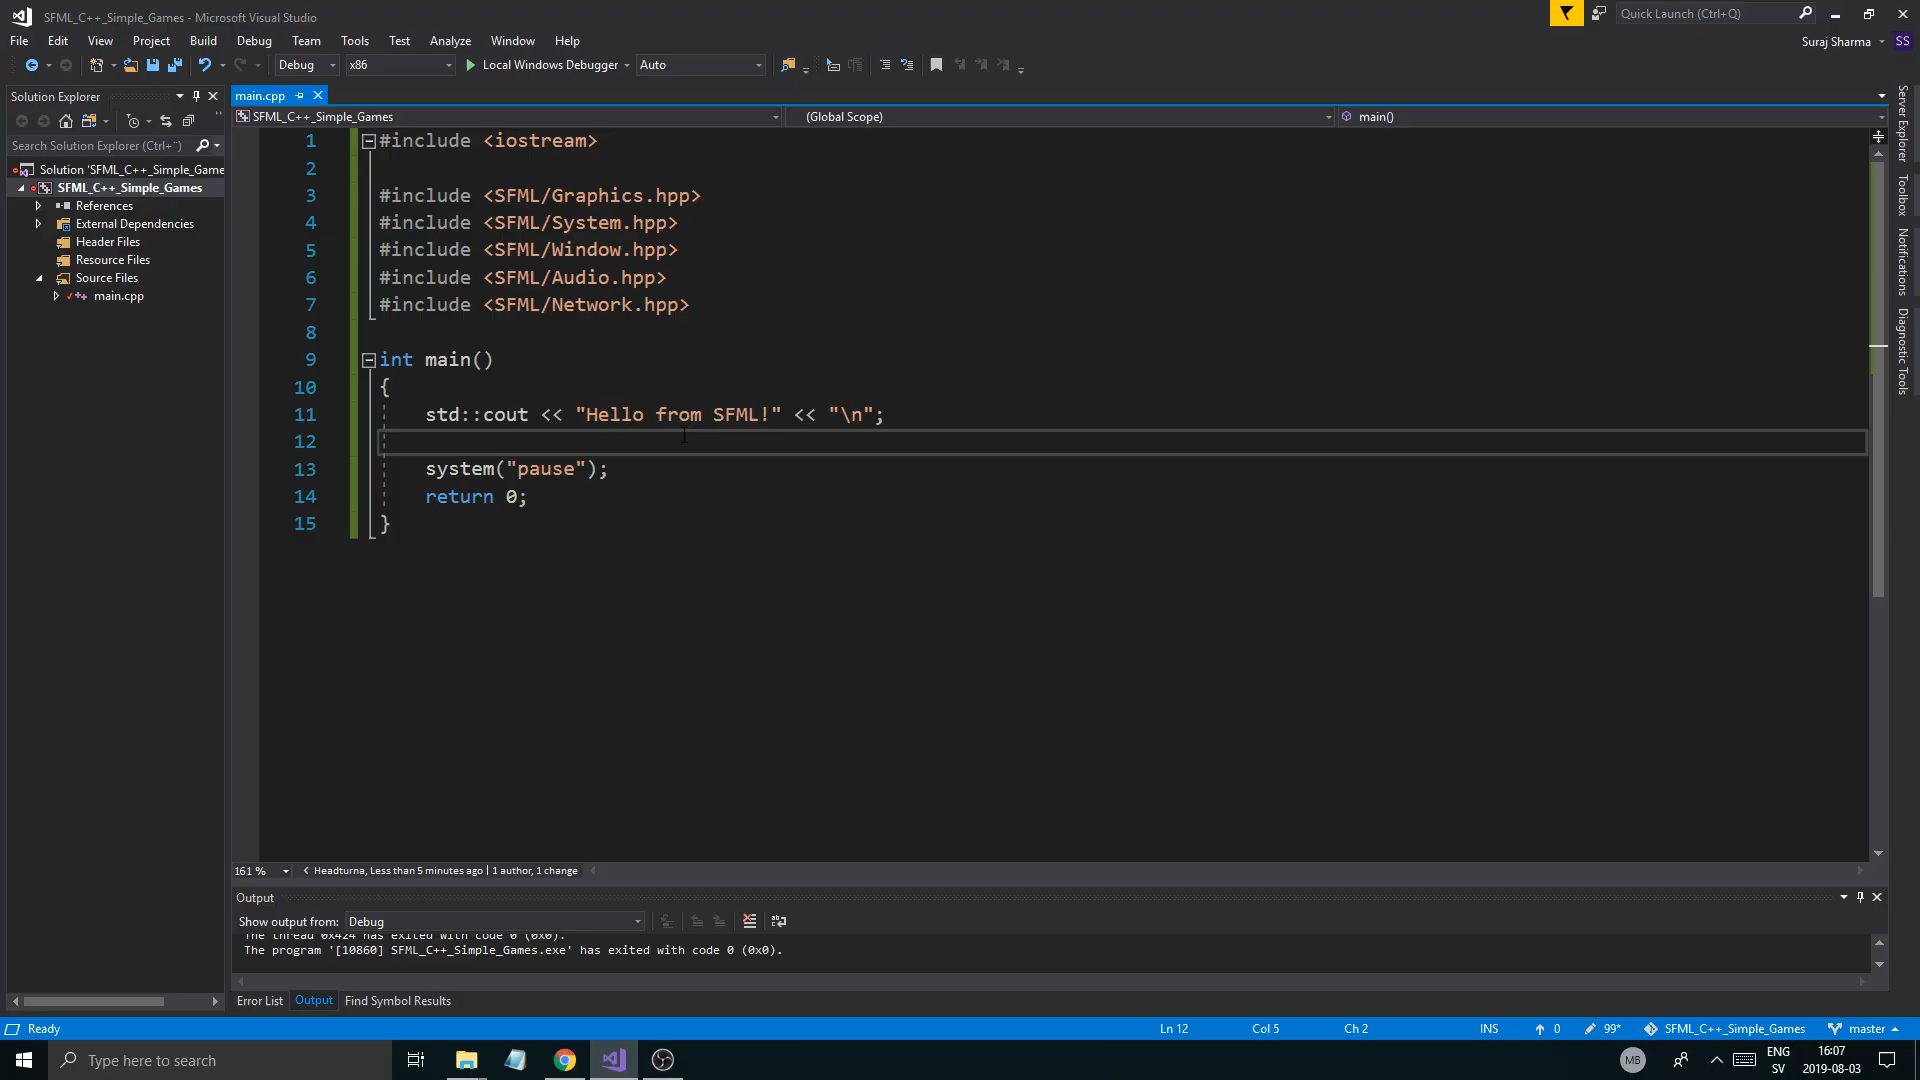 SFML_C++_Simple_Games - Microsoft Visual Studio
Quick Launch (Ctrl+Q)
File Edit View Project Build Debug Team Tools Test Analyze Window Help
Suraj Sharma SS
Debug x86 Local Windows Debugger Auto
Solution Explorer
main.cpp
SFML_C++_Simple_Games (Global Scope) main()
Search Solution Explorer (Ctrl+
Solution 'SFML_C++_Simple_Game
SFML_C++_Simple_Games
References
External Dependencies
Header Files
Resource Files
Source Files
main.cpp
1 #include <iostream>
2
3 #include <SFML/Graphics.hpp>
4 #include <SFML/System.hpp>
5 #include <SFML/Window.hpp>
6 #include <SFML/Audio.hpp>
7 #include <SFML/Network.hpp>
8
9 int main()
10 {
11 std::cout << "Hello from SFML!" << "\n";
12
13 system("pause");
14 return 0;
15 }
Server Explorer
Toolbox
Notifications
Diagnostic Tools
161 % Headturna, Less than 5 minutes ago | 1 author, 1 change
Output
Show output from: Debug
The thread 0x424 has exited with code 0 (0x0).
The program '[10860] SFML_C++_Simple_Games.exe' has exited with code 0 (0x0).
Error List Output Find Symbol Results
Ready Ln 12 Col 5 Ch 2 INS 0 99* SFML_C++_Simple_Games master
Type here to search
MB
ENG
SV
16:07
2019-08-03